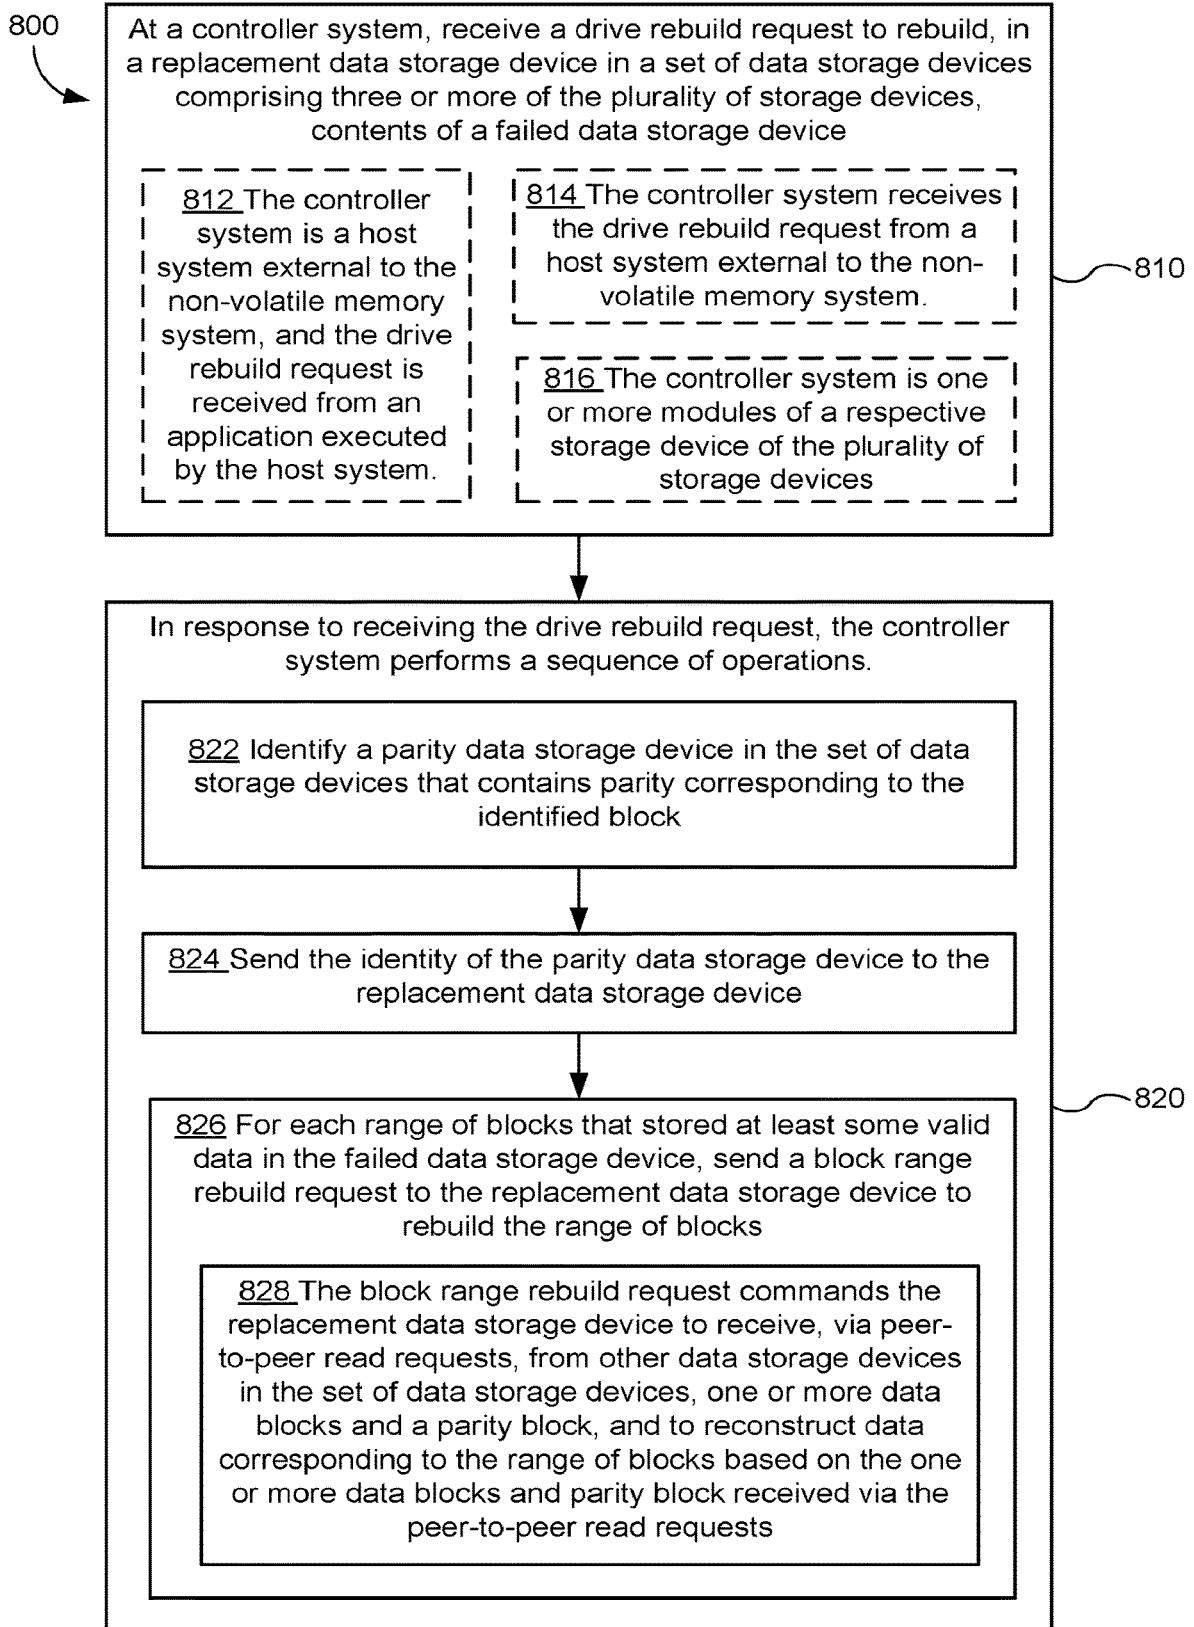 800
At a controller system, receive a drive rebuild request to rebuild, in
a replacement data storage device in a set of data storage devices
comprising three or more of the plurality of storage devices,
contents of a failed data storage device
812 The controller
system is a host
system external to the
non-volatile memory
system, and the drive
rebuild request is
received from an
application executed
by the host system.
814 The controller system receives
the drive rebuild request from a
host system external to the non-
volatile memory system.
816 The controller system is one
or more modules of a respective
storage device of the plurality of
storage devices
810
In response to receiving the drive rebuild request, the controller
system performs a sequence of operations.
822 Identify a parity data storage device in the set of data
storage devices that contains parity corresponding to the
identified block
824 Send the identity of the parity data storage device to the
replacement data storage device
826 For each range of blocks that stored at least some valid
data in the failed data storage device, send a block range
rebuild request to the replacement data storage device to
rebuild the range of blocks
828 The block range rebuild request commands the
replacement data storage device to receive, via peer-
to-peer read requests, from other data storage devices
in the set of data storage devices, one or more data
blocks and a parity block, and to reconstruct data
corresponding to the range of blocks based on the one
or more data blocks and parity block received via the
peer-to-peer read requests
820